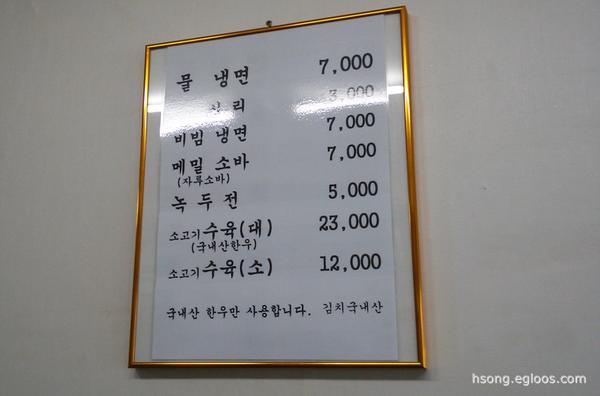 물 냉면 7,000
사리 3,000
비빔 냉면 7,000
메밀 소바 7,000
(자루소바)
녹두전 5,000
소고기 수육(대) 23,000
(국내산한우)
소고기 수육(소) 12,000
국내산 한우만 사용합니다. 김치국내산
hsong.egloos.com